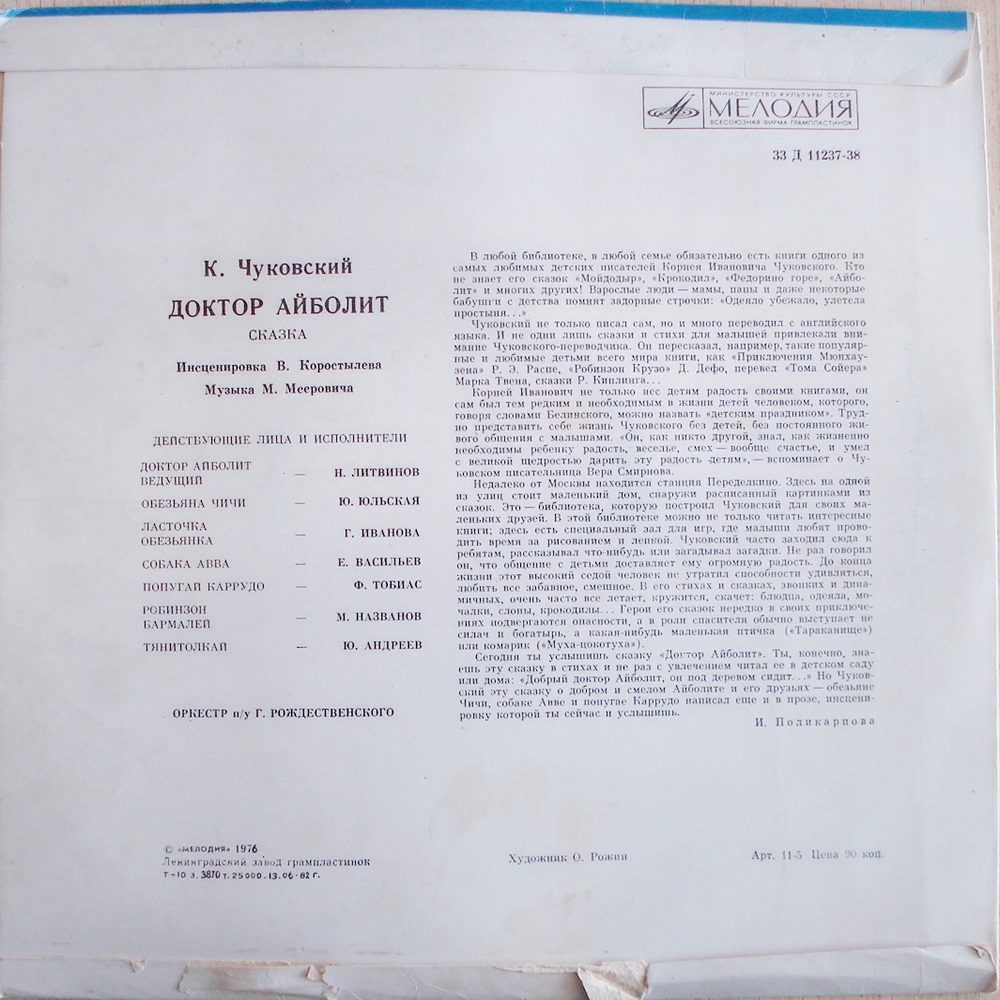 МИНИСТЕРСТВО КУЛЬТУРЫ СССР
МЕЛОДИЯ
ВСЕСОЮЗНАЯ ФИРМА ГРАМПЛАСТИНОК
33 Д 11237-38
К. Чуковский
ДОКТОР АЙБОЛИТ
СКАЗКА
Инсценировка В. Коростылева
Музыка М. Мееровича
ДЕЙСТВУЮЩИЕ ЛИЦА И ИСПОЛНИТЕЛИ
ДОКТОР АЙБОЛИТ
ВЕДУЩИЙ — Н. ЛИТВИНОВ
ОБЕЗЬЯНА ЧИЧИ — Ю. ЮЛЬСКАЯ
ЛАСТОЧКА
ОБЕЗЬЯНКА — Г. ИВАНОВА
СОБАКА АВВА — Е. ВАСИЛЬЕВ
ПОПУГАЙ КАРРУДО — Ф. ТОБИАС
РОБИНЗОН
БАРМАЛЕЙ — М. НАЗВАНОВ
ТЯНИТОЛКАЙ — Ю. АНДРЕЕВ
ОРКЕСТР п/у Г. РОЖДЕСТВЕНСКОГО
В любой библиотеке, в любой семье обязательно есть книги одного из
самых любимых детских писателей Корнея Ивановича Чуковского. Кто
не знает его сказок «Мойдодыр», «Крокодил», «Федорино горе», «Айбо-
лит» и многих других! Взрослые люди — мамы, папы и даже некоторые
бабушки с детства помнят задорные строчки: «Одеяло убежало, улетела
простыня...»
Чуковский не только писал сам, но и много переводил с английского
языка. И не одни лишь сказки и стихи для малышей привлекали вни-
мание Чуковского-переводчика. Он пересказал, например, такие популяр-
ные и любимые детьми всего мира книги, как «Приключения Мюнхау-
зена» Р. Э. Распе, «Робинзон Крузо» Д. Дефо, перевел «Тома Сойера»
Марка Твена, сказки Р. Киплинга...
Корней Иванович не только нес детям радость своими книгами, он
сам был тем редким и необходимым в жизни детей человеком, которого,
говоря словами Белинского, можно назвать «детским праздником». Труд-
но представить себе жизнь Чуковского без детей, без постоянного жи-
вого общения с малышами. «Он, как никто другой, знал, как жизненно
необходимы ребенку радость, веселье, смех — вообще счастье, и умел
с великой щедростью дарить эту радость детям», — вспоминает о Чу-
ковском писательница Вера Смирнова.
Недалеко от Москвы находится станция Переделкино. Здесь на одной
из улиц стоит маленький дом, снаружи расписанный картинками из
сказок. Это — библиотека, которую построил Чуковский для своих ма-
леньких друзей. В этой библиотеке можно не только читать интересные
книги; здесь есть специальный зал для игр, где малыши любят прово-
дить время за рисованием и лепкой. Чуковский часто заходил сюда к
ребятам, рассказывал что-нибудь или загадывал загадки. Не раз говорил
он, что общение с детьми доставляет ему огромную радость. До конца
жизни этот высокий седой человек не утратил способности удивляться,
любить все забавное, смешное. В его стихах и сказках, звонких и дина-
мичных, очень часто все летает, кружится, скачет: блюдца, одеяла, мо-
чалки, слоны, крокодилы... Герои его сказок нередко в своих приключе-
ниях подвергаются опасности, а в роли спасителя обычно выступает не
силач и богатырь, а какая-нибудь маленькая птичка («Тараканище»)
или комарик («Муха-цокотуха»).
Сегодня ты услышишь сказку «Доктор Айболит». Ты, конечно, зна-
ешь эту сказку в стихах и не раз с увлечением читал ее в детском саду
или дома: «Добрый доктор Айболит, он под деревом сидит...» Но Чуков-
ский эту сказку о добром и смелом Айболите и его друзьях — обезьяне
Чичи, собаке Авве и попугае Каррудо написал еще и в прозе, инсцени-
ровку которой ты сейчас и услышишь.
И. Поликарпова
© «МЕЛОДИЯ» 1976
Ленинградский завод грампластинок
Т-10 з. 3870 т. 25000. 13.06-82 г.
Художник О. Рожин
Арт. 11-5 Цена 90 коп.